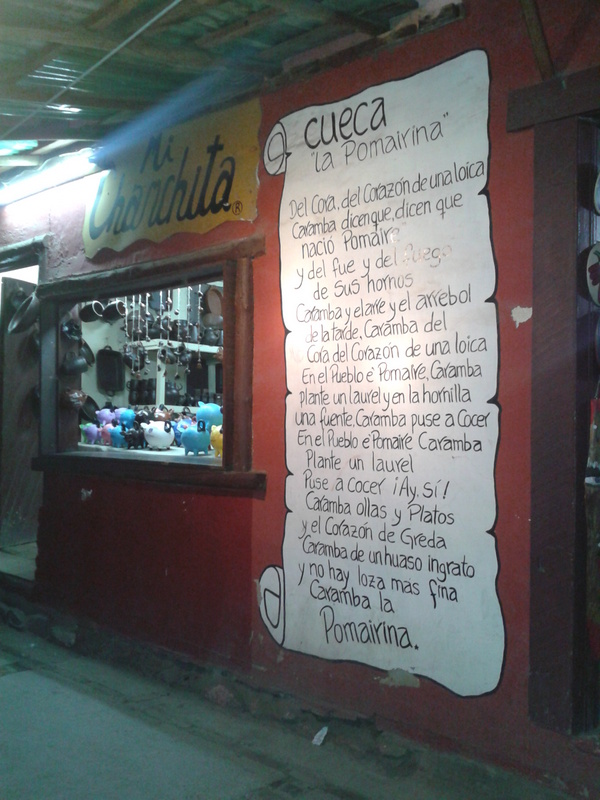 Mi
Chanchita®
CUECA
"La Pomairina"
Del Cora, del Corazón de una loica
Caramba dicen que, dicen que
nació Pomaire
y del fue y del fuego
de sus hornos
Caramba y el arre y el arrebol
de la tarde, Caramba del
Cora del Corazón de una loica
En el Pueblo e' Pomaire, Caramba
plante un laurel y en la hornilla
una fuente, Caramba puse a Cocer
En el Pueblo e Pomaire Caramba
Plante un laurel
Puse a Cocer ¡Ay, Sí!
Caramba ollas y Platos
y el Corazón de Greda
Caramba de un huaso ingrato
y no hay loza mas fina
Caramba la
Pomairina.